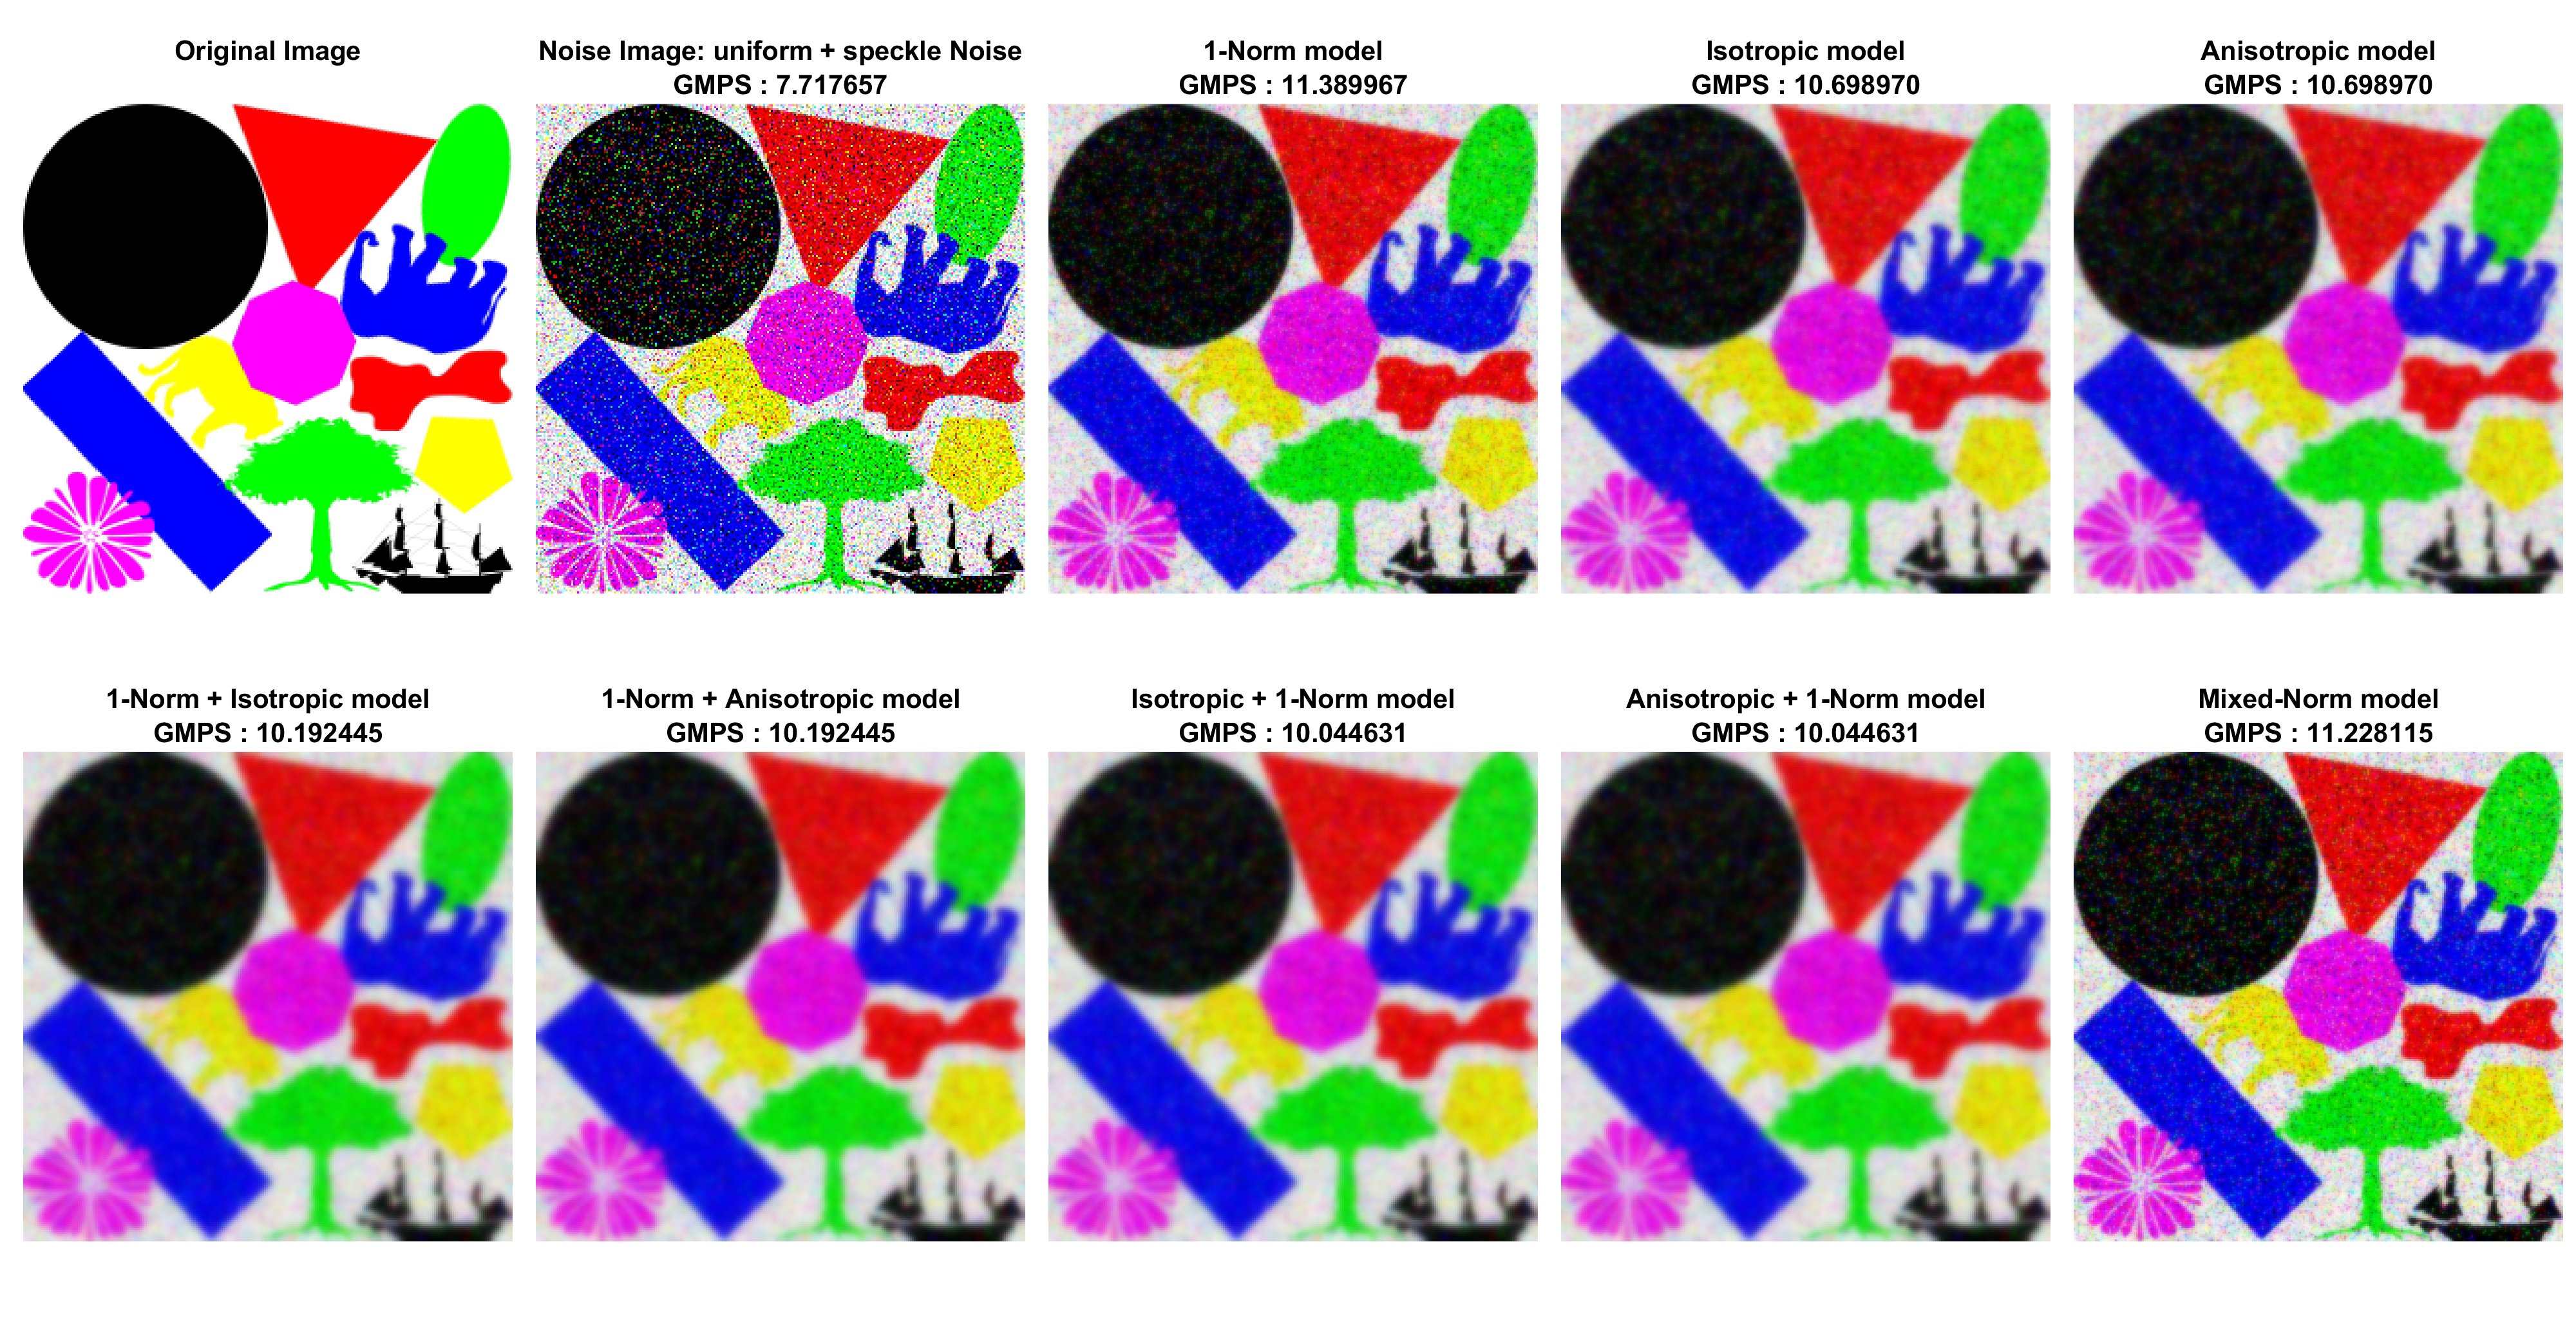 Original Image
Noise Image: uniform + speckle Noise
GMPS : 7.717657
1-Norm model
GMPS : 11.389967
Isotropic model
GMPS : 10.698970
Anisotropic model
GMPS : 10.698970
1-Norm + Isotropic model
GMPS : 10.192445
1-Norm + Anisotropic model
GMPS : 10.192445
Isotropic + 1-Norm model
GMPS : 10.044631
Anisotropic + 1-Norm model
GMPS : 10.044631
Mixed-Norm model
GMPS : 11.228115